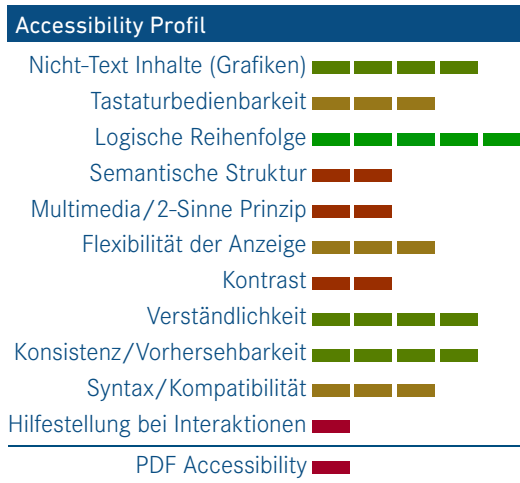 Accessibility Profil
Nicht-Text Inhalte (Grafiken)
Tastaturbedienbarkeit
Logische Reihenfolge
Semantische Struktur
Multimedia/2-Sinne Prinzip
Flexibilität der Anzeige
Kontrast
Verständlichkeit
Konsistenz/Vorhersehbarkeit
Syntax/Kompatibilität
Hilfestellung bei Interaktionen
PDF Accessibility